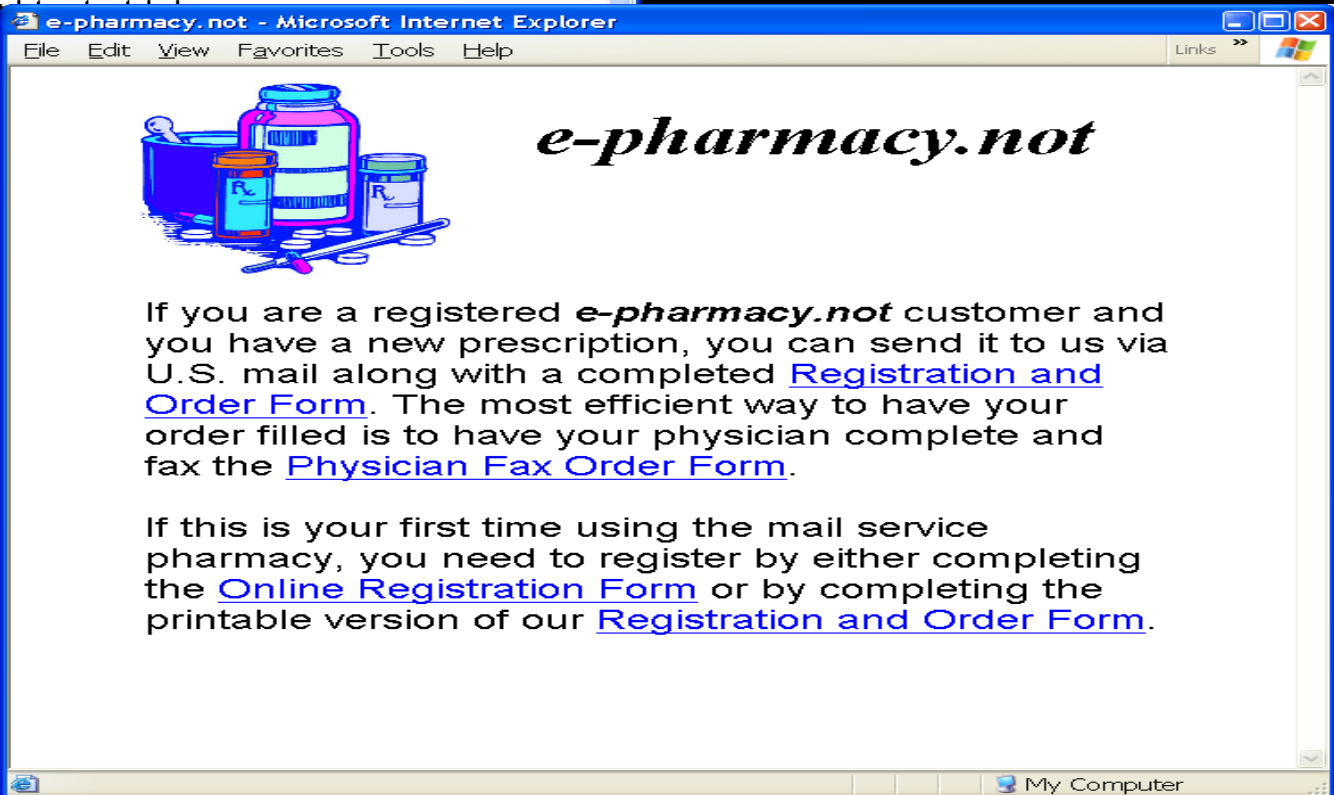 e-pharmacy.not - Microsoft Internet Explorer
File Edit View Favorites Tools Help
Links »
e-pharmacy.not
Rx
Rx
If you are a registered e-pharmacy.not customer and
you have a new prescription, you can send it to us via
U.S. mail along with a completed Registration and
Order Form. The most efficient way to have your
order filled is to have your physician complete and
fax the Physician Fax Order Form.
If this is your first time using the mail service
pharmacy, you need to register by either completing
the Online Registration Form or by completing the
printable version of our Registration and Order Form.
My Computer